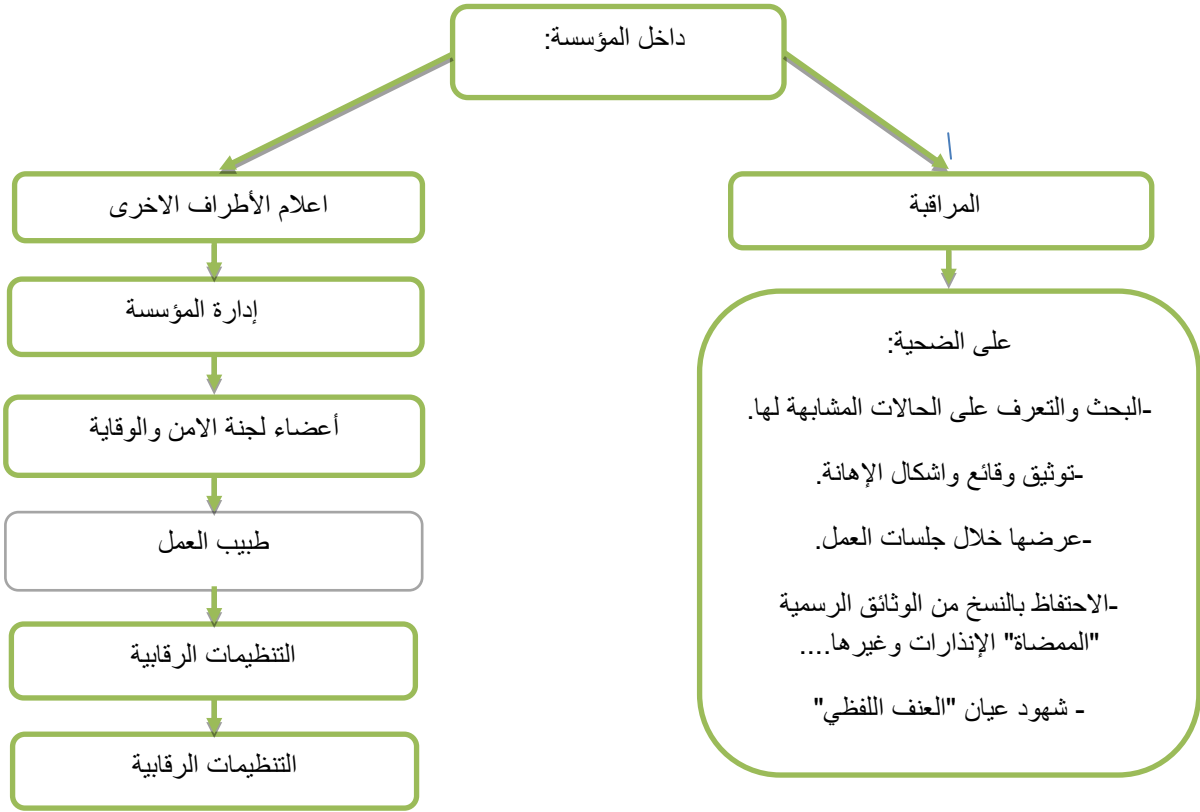 داخل المؤسسة:
المراقبة
على الضحية:
-البحث والتعرف على الحالات المشابهة لها.
-توثيق وقائع واشكال الإهانة.
-عرضها خلال جلسات العمل.
-الاحتفاظ بالنسخ من الوثائق الرسمية
"الممضاة" الإنذارات وغيرها....
- شهود عيان "العنف اللفظي"
اعلام الأطراف الاخرى
إدارة المؤسسة
أعضاء لجنة الامن والوقاية
طبيب العمل
التنظيمات الرقابية
التنظيمات الرقابية